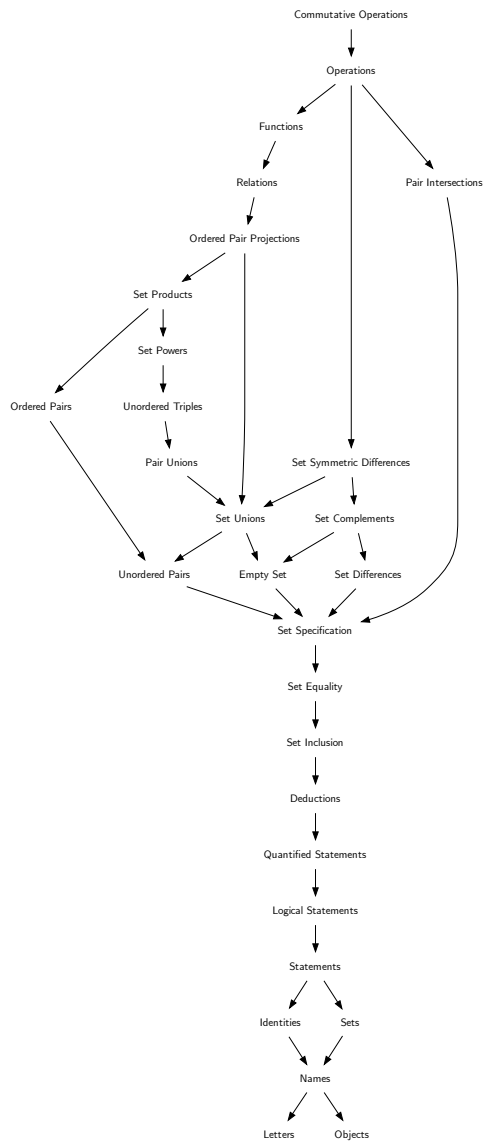 Commutative Operations
Operations
Functions
Relations
Pair Intersections
Ordered Pair Projections
Set Products
Set Powers
Ordered Pairs
Unordered Triples
Pair Unions
Set Symmetric Differences
Set Unions
Set Complements
Unordered Pairs
Empty Set
Set Differences
Set Specification
Set Equality
Set Inclusion
Deductions
Quantified Statements
Logical Statements
Statements
Identities
Sets
Names
Letters
Objects